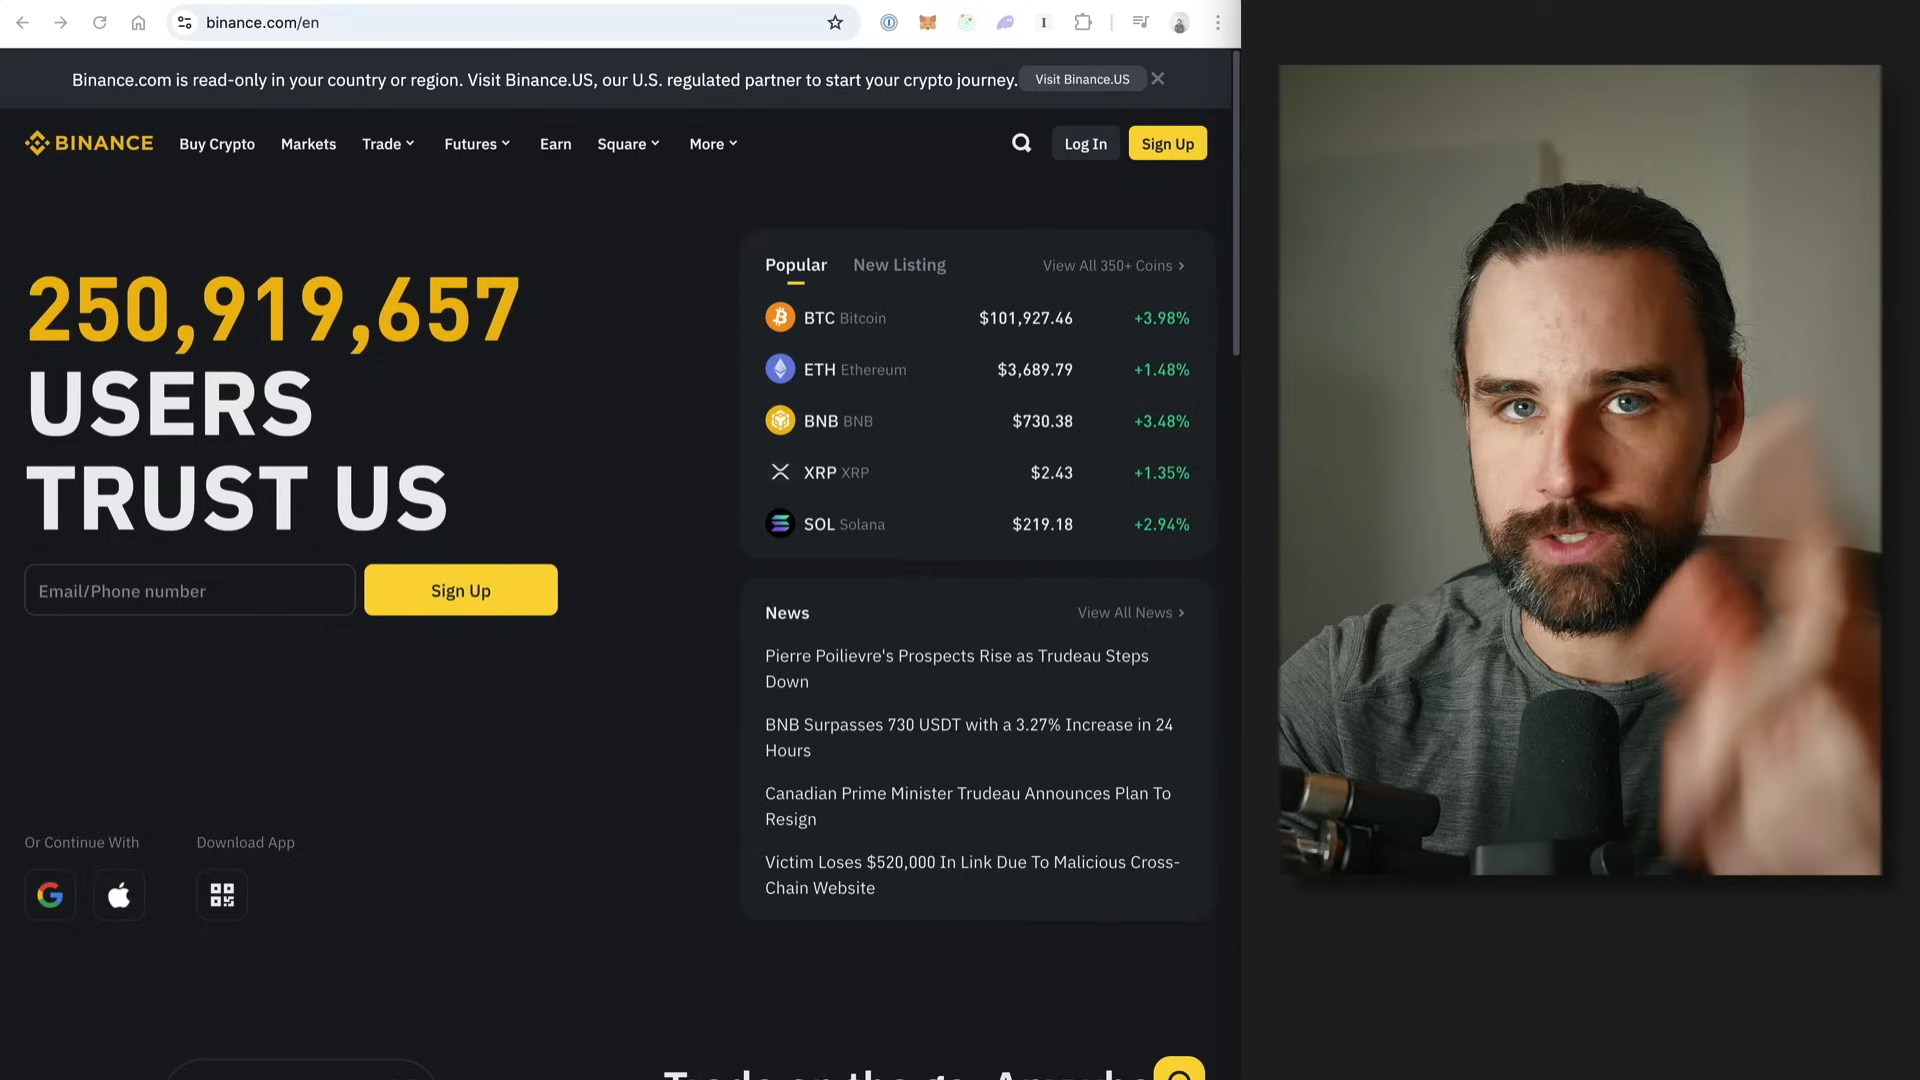 binance.com/en
Binance.com is read-only in your country or region. Visit Binance.US, our U.S. regulated partner to start your crypto journey. Visit Binance.US
BINANCE Buy Crypto Markets Trade Futures Earn Square More Log In Sign Up
250,919,657
USERS
TRUST US
Email/Phone number Sign Up
Or Continue With Download App
Popular New Listing View All 350+ Coins
BTC Bitcoin $101,927.46 +3.98%
ETH Ethereum $3,689.79 +1.48%
BNB BNB $730.38 +3.48%
XRP XRP $2.43 +1.35%
SOL Solana $219.18 +2.94%
News View All News
Pierre Poilievre's Prospects Rise as Trudeau Steps
Down
BNB Surpasses 730 USDT with a 3.27% Increase in 24
Hours
Canadian Prime Minister Trudeau Announces Plan To
Resign
Victim Loses $520,000 In Link Due To Malicious Cross-
Chain Website